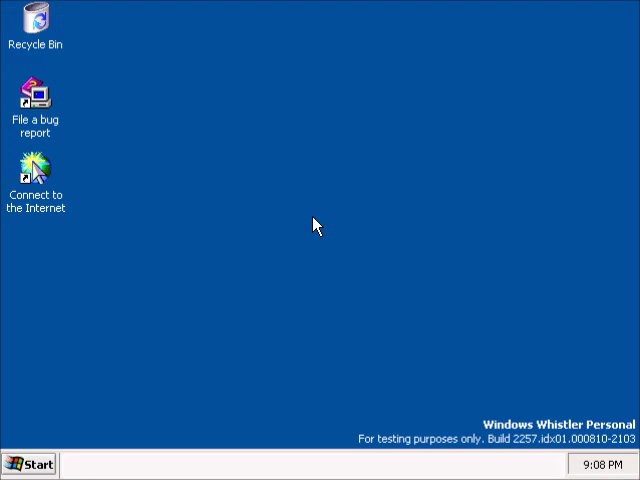 Recycle Bin
File a bug
report
Connect to
the Internet
Windows Whistler Personal
For testing purposes only. Build 2257.idx01.000810-2103
Start
9:08 PM